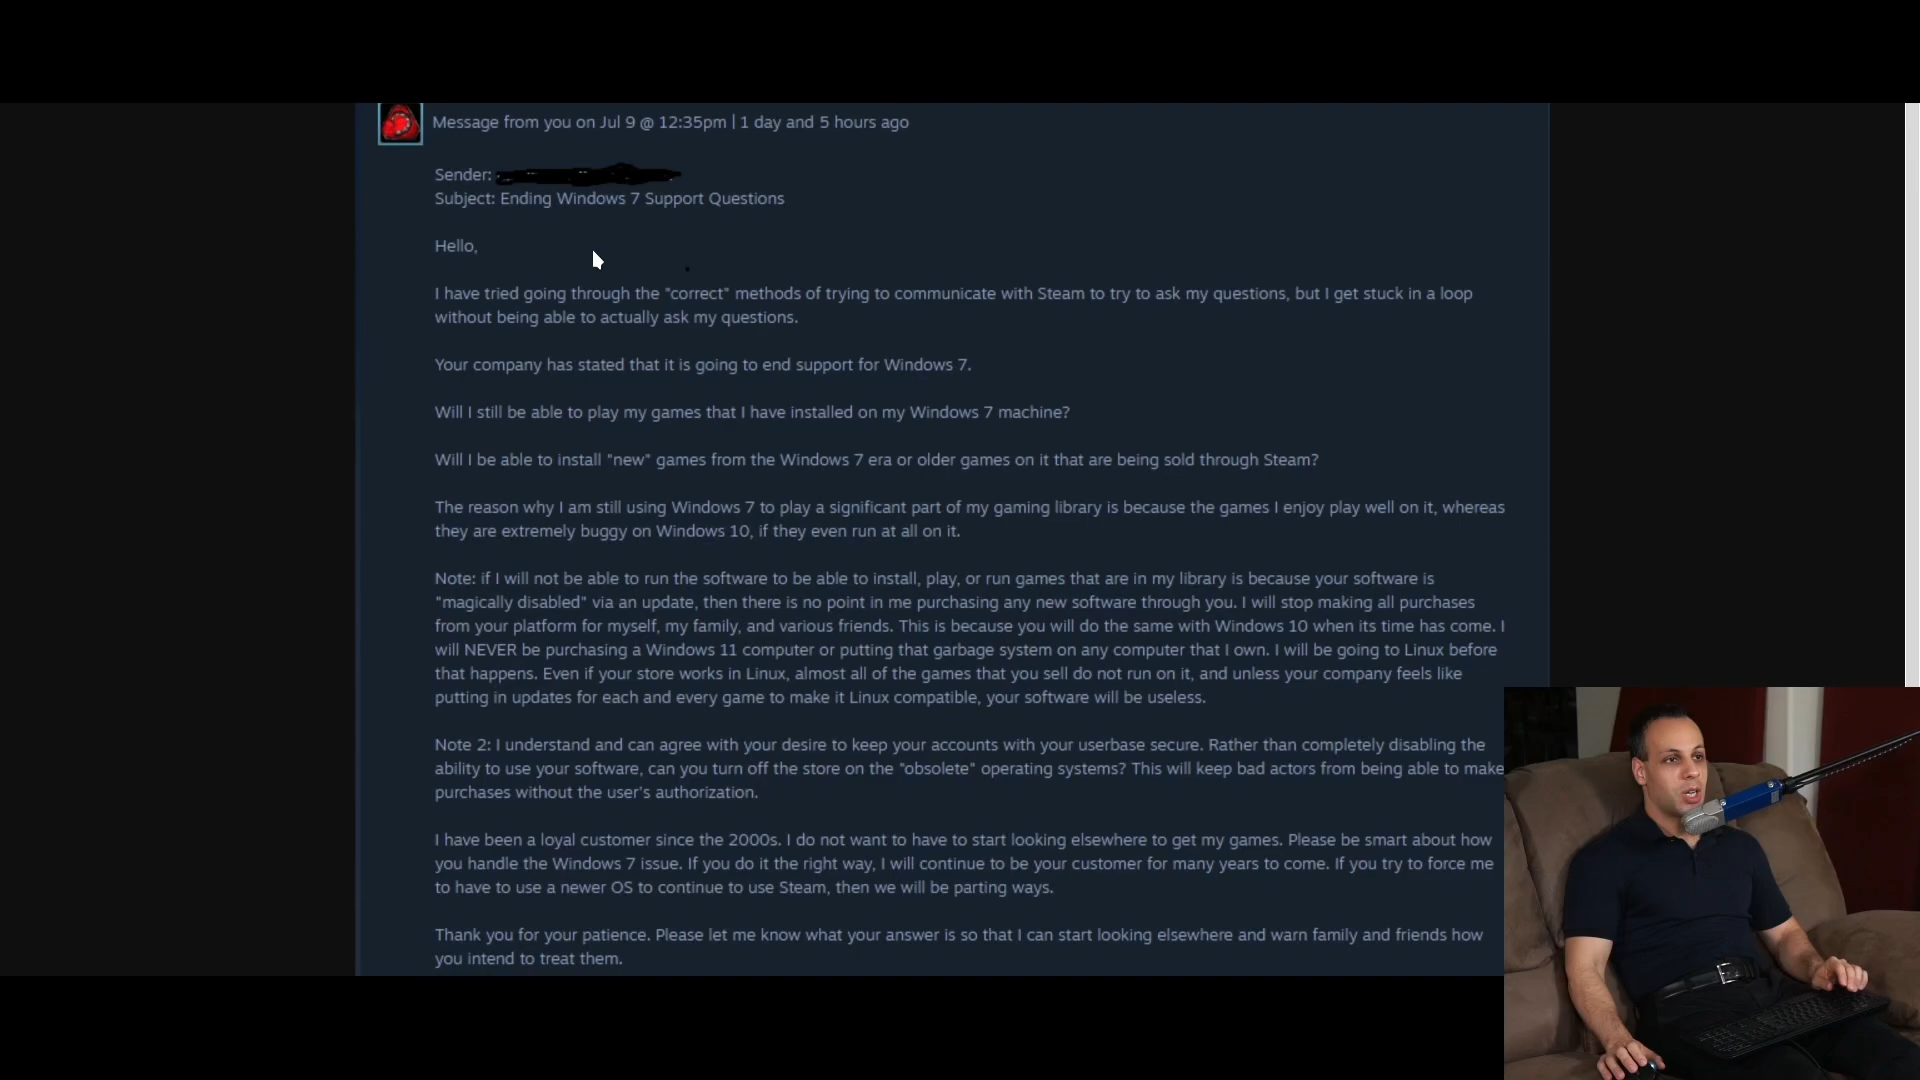 Message from you on Jul 9 @ 12:35pm | 1 day and 5 hours ago
Sender:
Subject: Ending Windows 7 Support Questions
Hello,
I have tried going through the "correct" methods of trying to communicate with Steam to try to ask my questions, but I get stuck in a loop
without being able to actually ask my questions.
Your company has stated that it is going to end support for Windows 7.
Will I still be able to play my games that I have installed on my Windows 7 machine?
Will I be able to install "new" games from the Windows 7 era or older games on it that are being sold through Steam?
The reason why I am still using Windows 7 to play a significant part of my gaming library is because the games I enjoy play well on it, whereas
they are extremely buggy on Windows 10, if they even run at all on it.
Note: if I will not be able to run the software to be able to install, play, or run games that are in my library is because your software is
"magically disabled" via an update, then there is no point in me purchasing any new software through you. I will stop making all purchases
from your platform for myself, my family, and various friends. This is because you will do the same with Windows 10 when its time has come. I
will NEVER be purchasing a Windows 11 computer or putting that garbage system on any computer that I own. I will be going to Linux before
that happens. Even if your store works in Linux, almost all of the games that you sell do not run on it, and unless your company feels like
putting in updates for each and every game to make it Linux compatible, your software will be useless.
Note 2: I understand and can agree with your desire to keep your accounts with your userbase secure. Rather than completely disabling the
ability to use your software, can you turn off the store on the "obsolete" operating systems? This will keep bad actors from being able to make
purchases without the user's authorization.
I have been a loyal customer since the 2000s. I do not want to have to start looking elsewhere to get my games. Please be smart about how
you handle the Windows 7 issue. If you do it the right way, I will continue to be your customer for many years to come. If you try to force me
to have to use a newer OS to continue to use Steam, then we will be parting ways.
Thank you for your patience. Please let me know what your answer is so that I can start looking elsewhere and warn family and friends how
you intend to treat them.